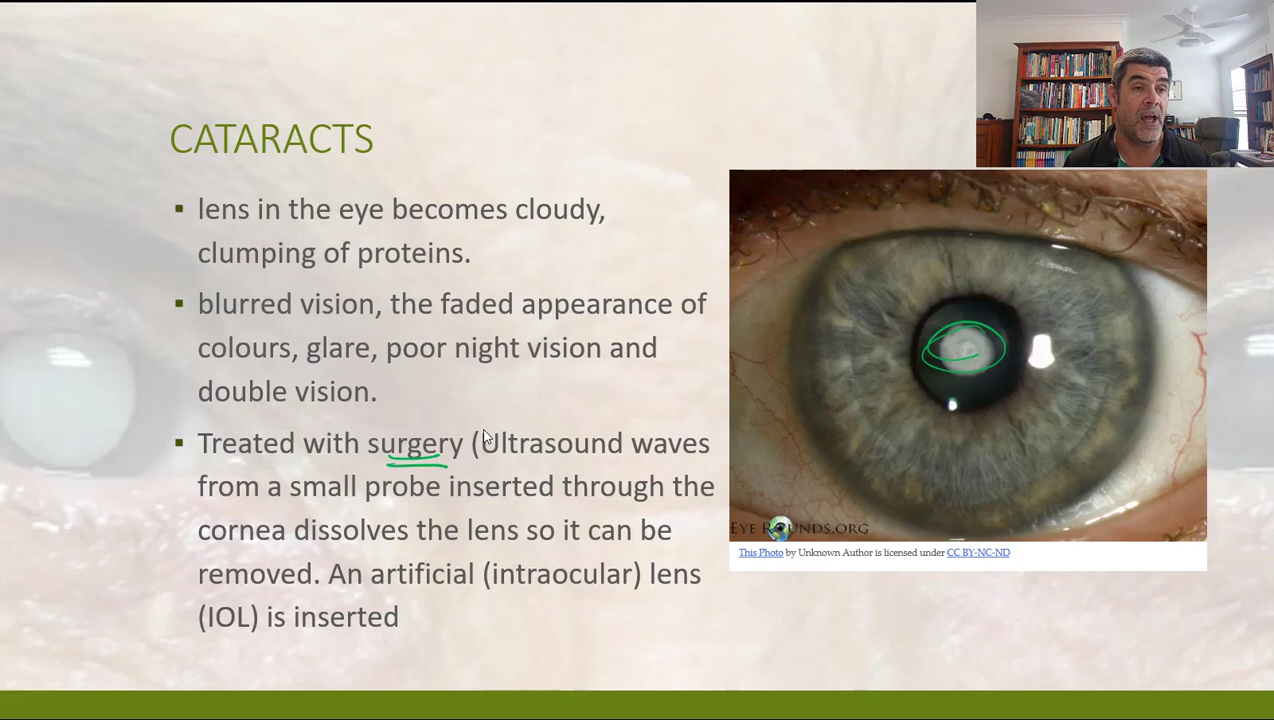 CATARACTS
▪ lens in the eye becomes cloudy,
clumping of proteins.
▪ blurred vision, the faded appearance of
colours, glare, poor night vision and
double vision.
▪ Treated with surgery (Ultrasound waves
from a small probe inserted through the
cornea dissolves the lens so it can be
removed. An artificial (intraocular) lens
(IOL) is inserted
EYE ROUNDS.ORG
This Photo by Unknown Author is licensed under CC BY-NC-ND